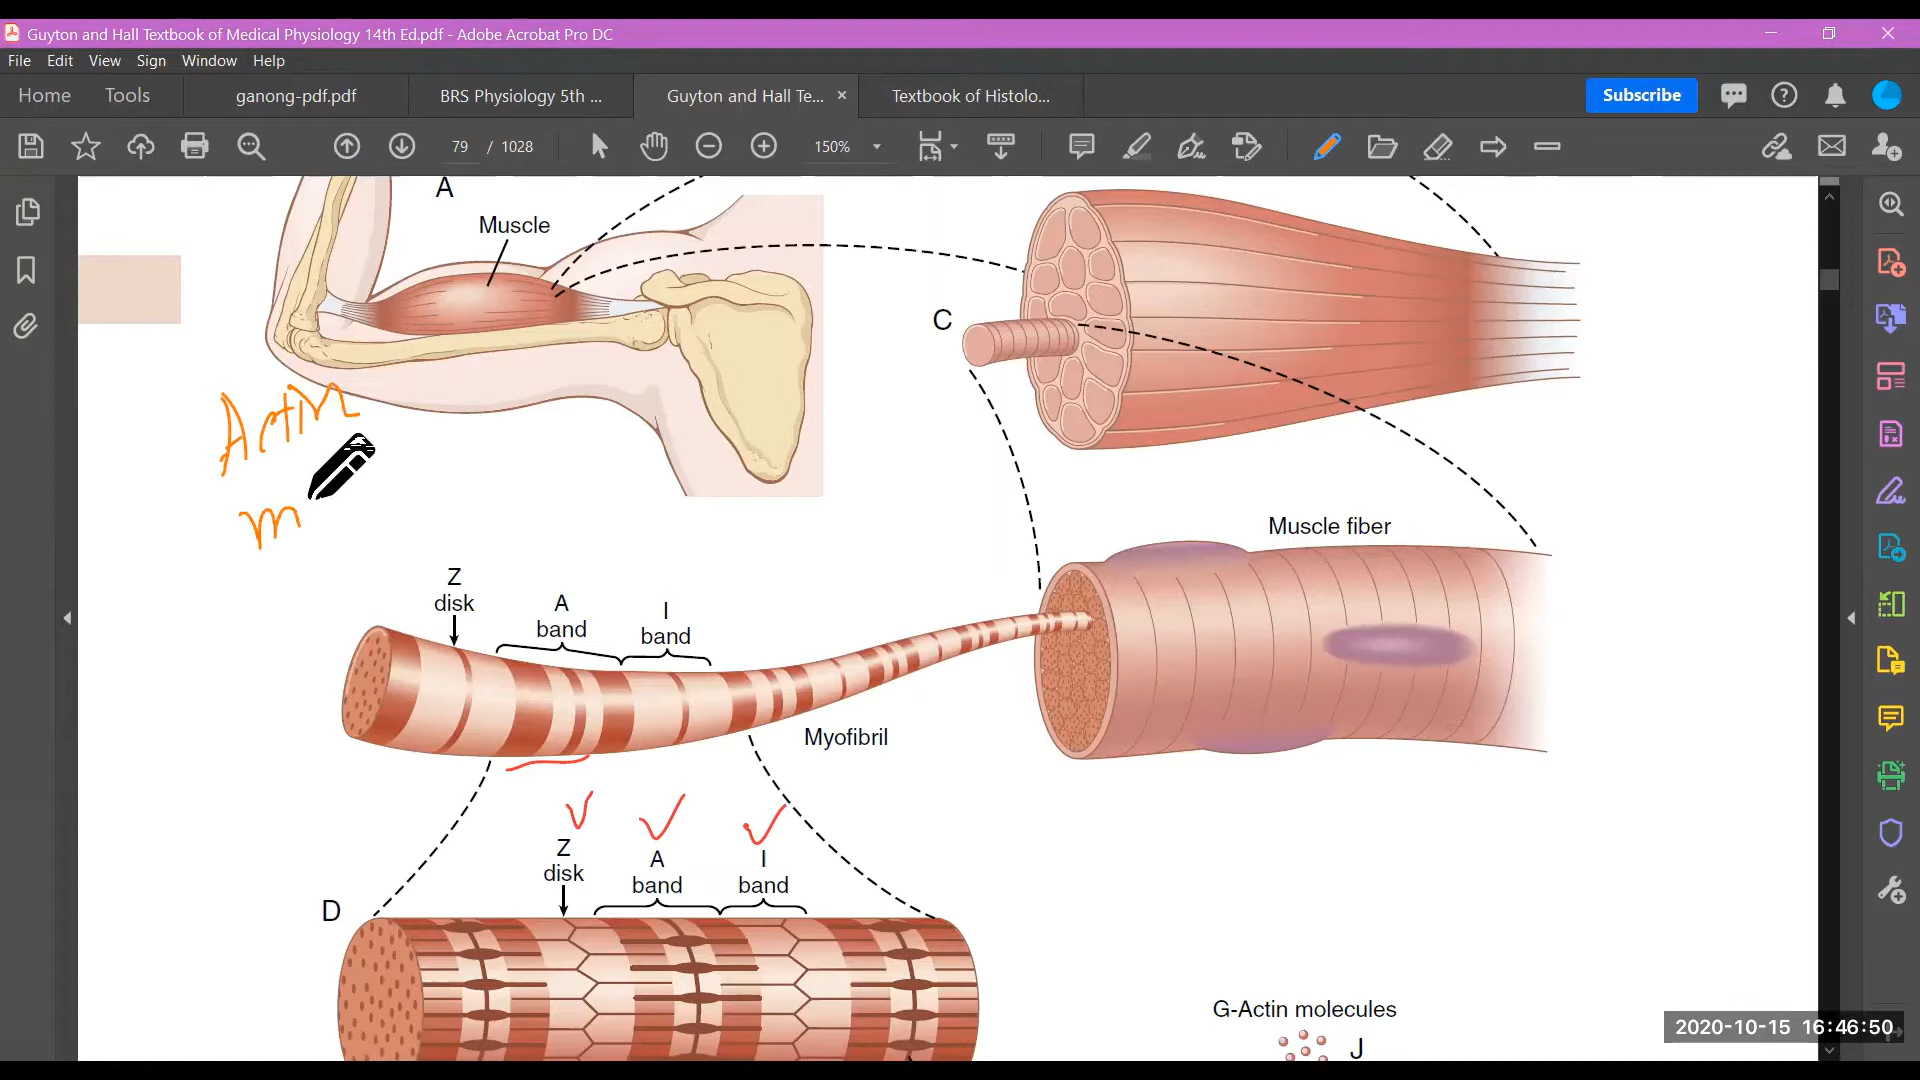 Guyton and Hall Textbook of Medical Physiology 14th Ed.pdf - Adobe Acrobat Pro DC
File Edit View Sign Window Help
Home Tools ganong-pdf.pdf BRS Physiology 5th ... Guyton and Hall Te... × Textbook of Histolo... Subscribe
79 / 1028 150%
A
Muscle
C
Actin
m
Muscle fiber
Z
disk
A
band
I
band
Myofibril
Z
disk
A
band
I
band
D
G-Actin molecules
J
2020-10-15 16:46:50